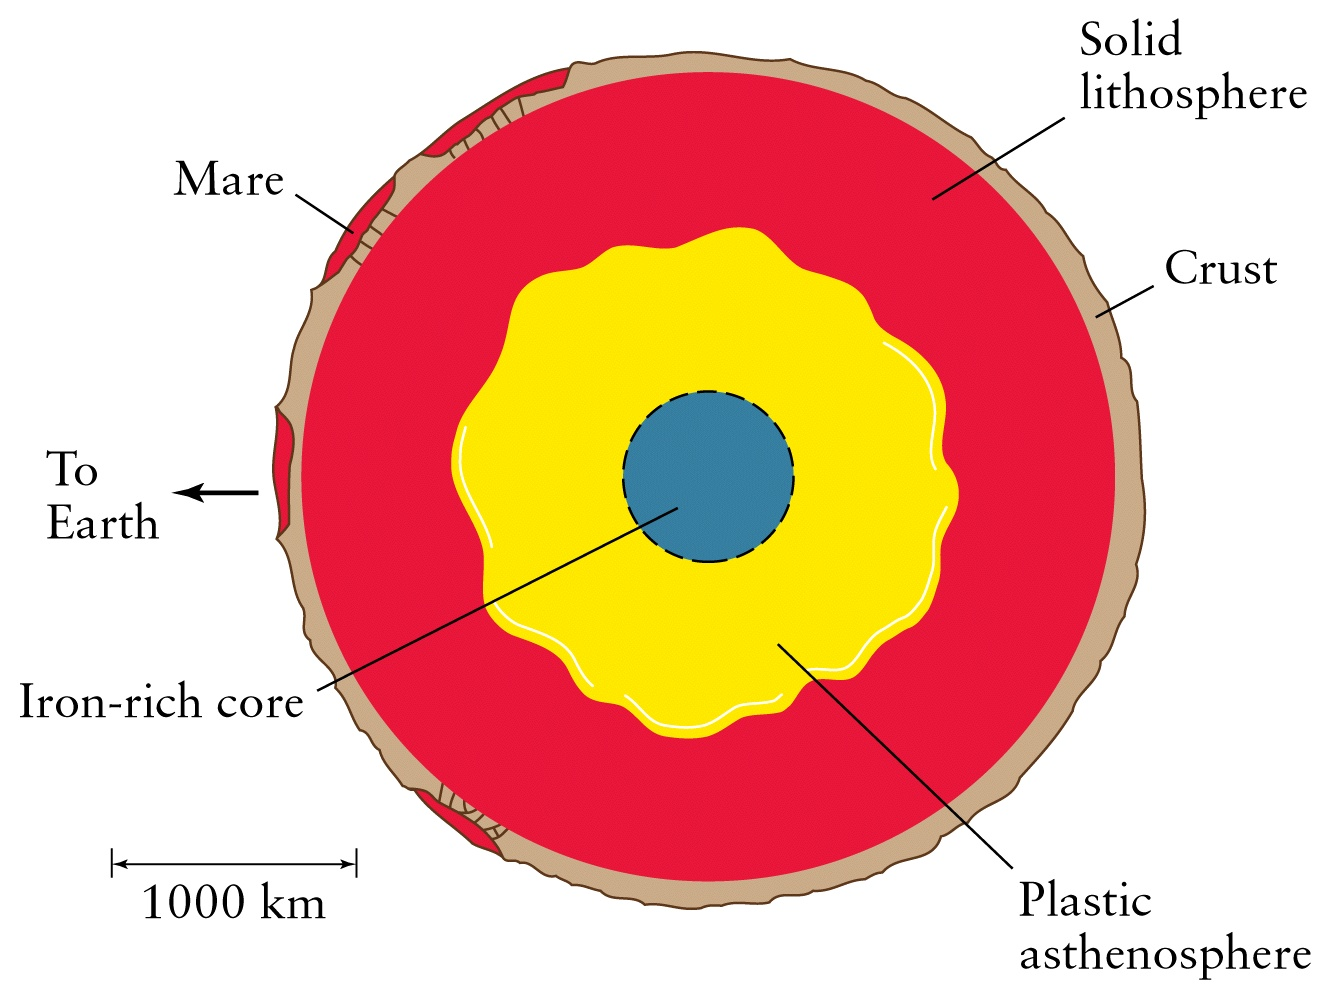 Solid
lithosphere
Mare
Crust
To
Earth
Iron-rich core
1000 km
Plastic
asthenosphere